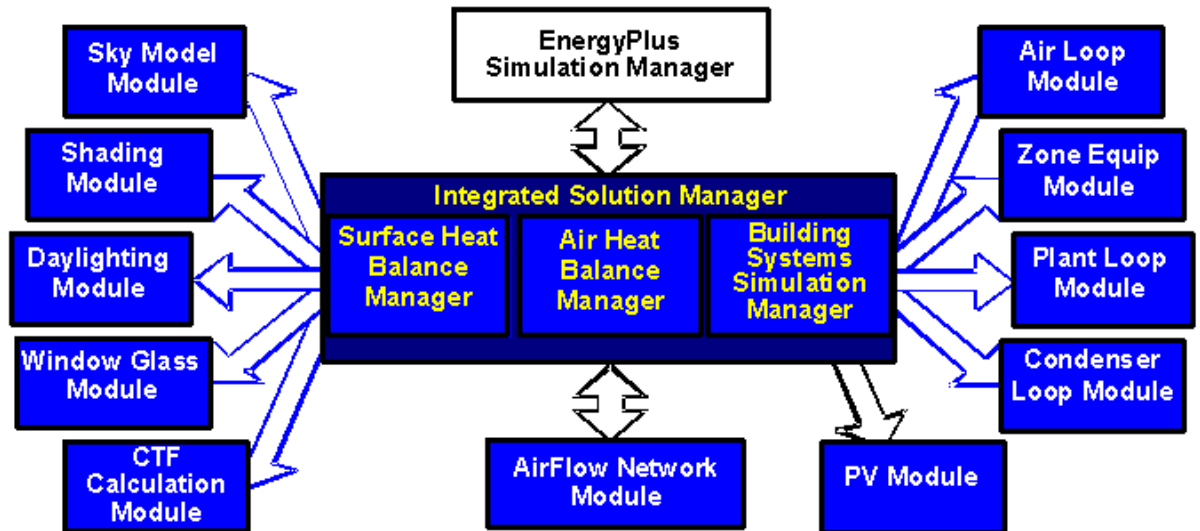 EnergyPlus
Simulation Manager
Sky Model
Module
Shading
Module
Daylighting
Module
Window Glass
Module
CTF
Calculation
Module
Integrated Solution Manager
Surface Heat
Balance
Manager
Air Heat
Balance
Manager
Building
Systems
Simulation
Manager
Air Loop
Module
Zone Equip
Module
Plant Loop
Module
Condenser
Loop Module
AirFlow Network
Module
PV Module